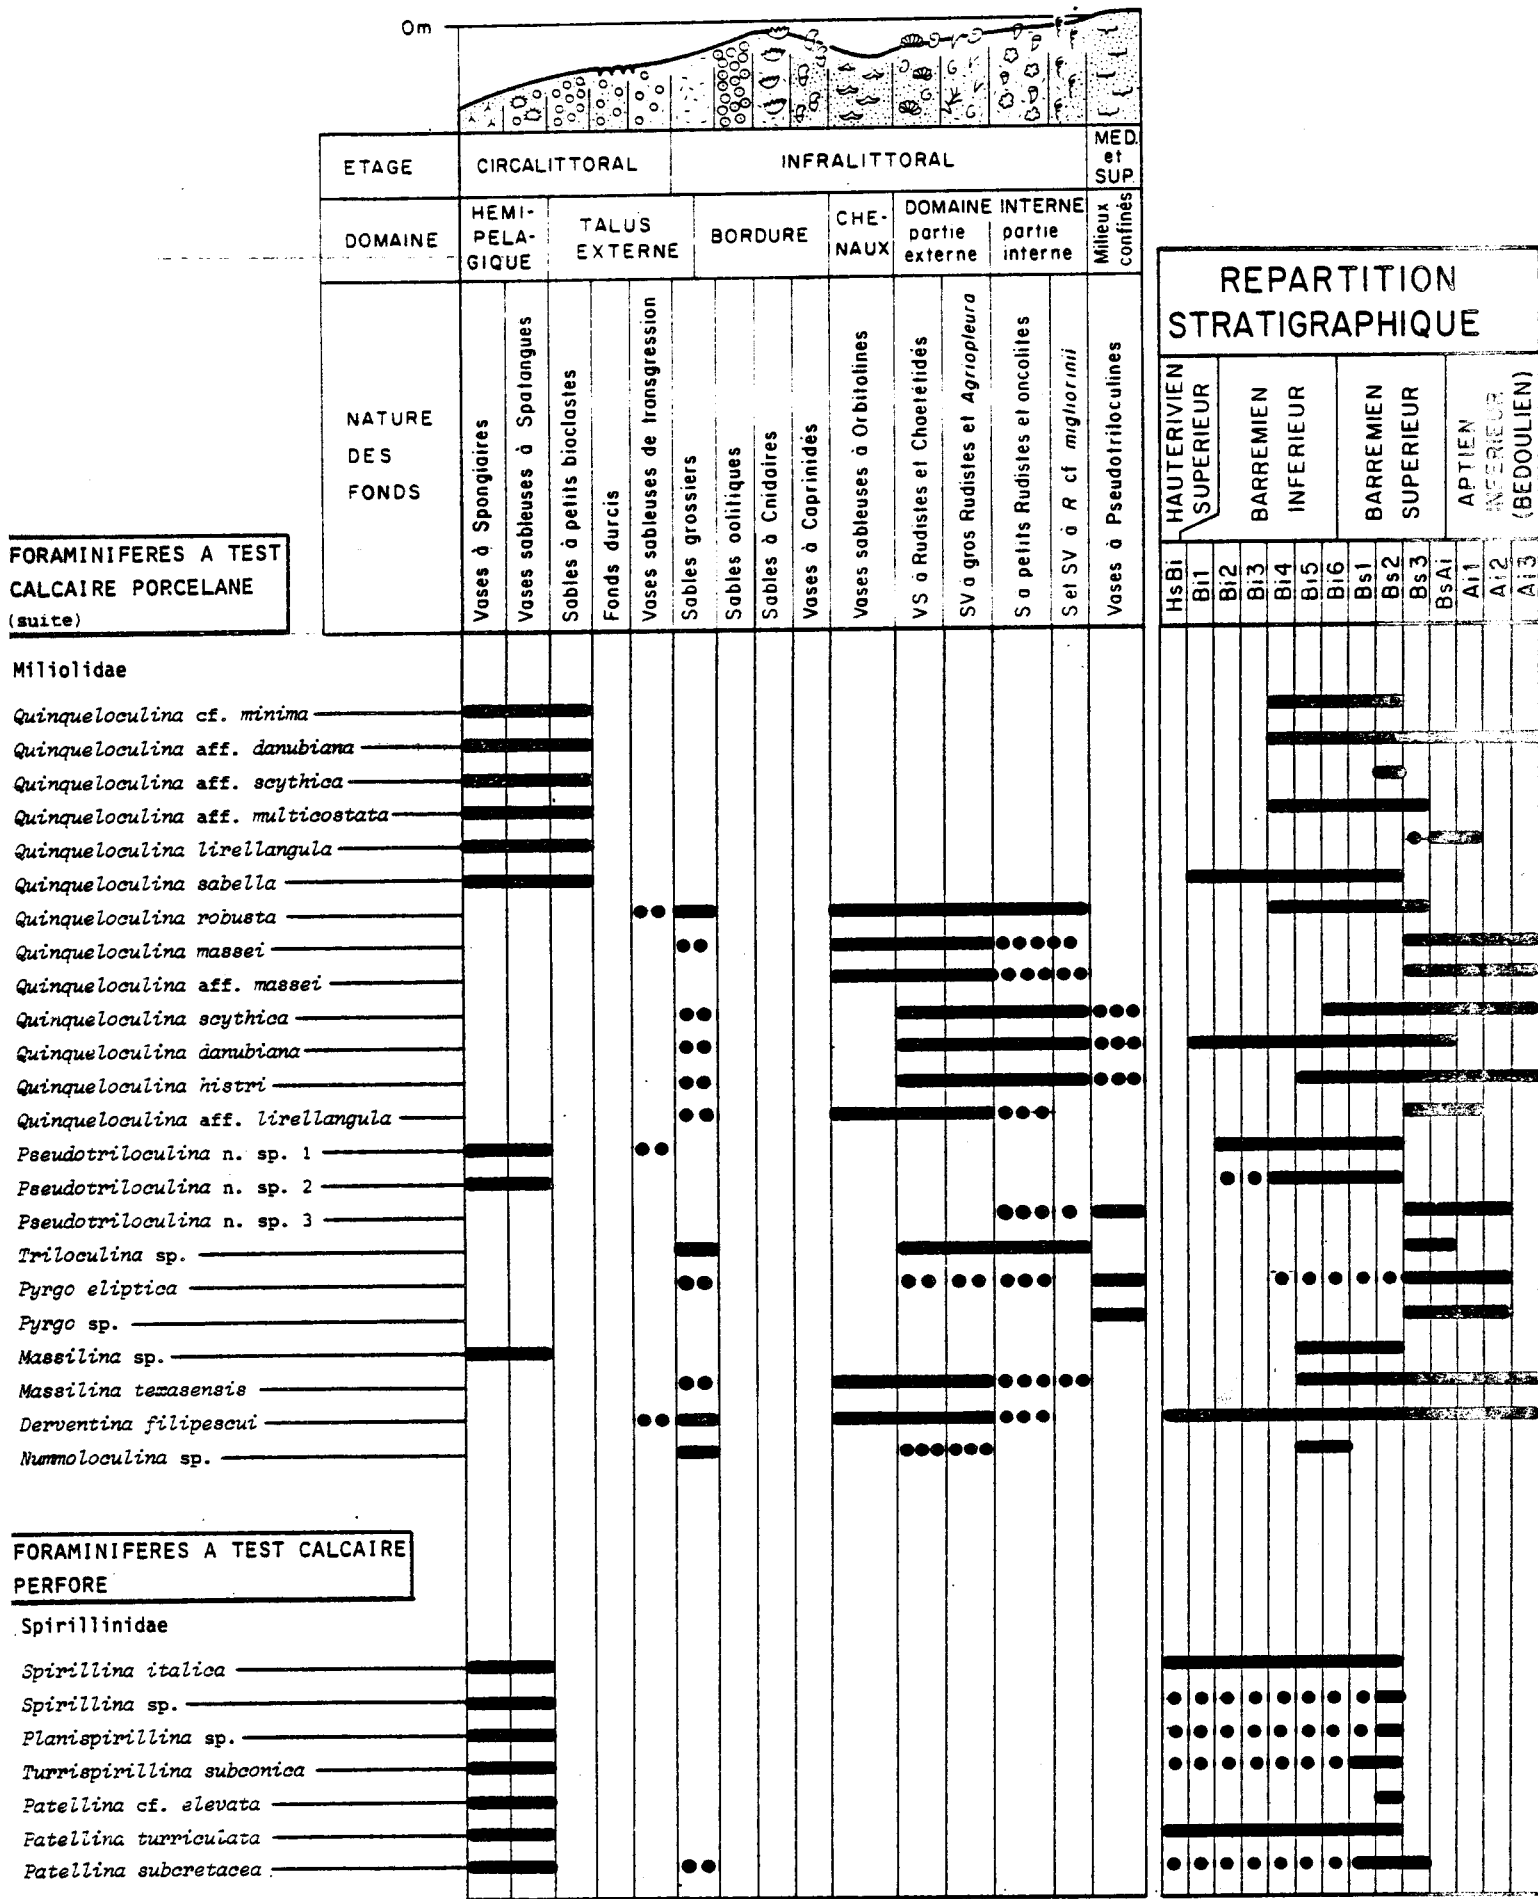 0m
ETAGE
CIRCALITTORAL
INFRALITTORAL
MED.
et
SUP.
DOMAINE
HEMI-
PELA-
GIQUE
TALUS
EXTERNE
BORDURE
CHE-
NAUX
DOMAINE INTERNE
partie
externe
partie
interne
Milieux
confinés
NATURE
DES
FONDS
Vases à Spongiaires
Vases sableuses à Spatangues
Sables à petits bioclastes
Fonds durcis
Vases sableuses de transgression
Sables grossiers
Sables oolitiques
Sables à Cnidaires
Vases à Caprinidés
Vases sableuses à Orbitolines
VS à Rudistes et Chaetétidés
SV à gros Rudistes et Agriopleura
S a petits Rudistes et oncolites
S et SV à R cf migliorinii
Vases à Pseudotriloculines
REPARTITION
STRATIGRAPHIQUE
HAUTERIVIEN
SUPERIEUR
BARREMIEN
INFERIEUR
BARREMIEN
SUPERIEUR
APTIEN
INFERIEUR
(BEDOULIEN)
HsBi
Bi1
Bi2
Bi3
Bi4
Bi5
Bi6
Bs1
Bs2
Bs3
BsAi
Ai1
Ai2
Ai3
FORAMINIFERES A TEST
CALCAIRE PORCELANE
(suite)
Miliolidae
Quinqueloculina cf. minima
Quinqueloculina aff. danubiana
Quinqueloculina aff. scythica
Quinqueloculina aff. multicostata
Quinqueloculina lirellangula
Quinqueloculina sabella
Quinqueloculina robusta
Quinqueloculina massei
Quinqueloculina aff. massei
Quinqueloculina scythica
Quinqueloculina danubiana
Quinqueloculina histri
Quinqueloculina aff. lirellangula
Pseudotriloculina n. sp. 1
Pseudotriloculina n. sp. 2
Pseudotriloculina n. sp. 3
Triloculina sp.
Pyrgo eliptica
Pyrgo sp.
Massilina sp.
Massilina texasensis
Derventina filipescui
Nummoloculina sp.
FORAMINIFERES A TEST CALCAIRE
PERFORE
Spirillinidae
Spirillina italica
Spirillina sp.
Planispirillina sp.
Turrispirillina subconica
Patellina cf. elevata
Patellina turriculata
Patellina subcretacea